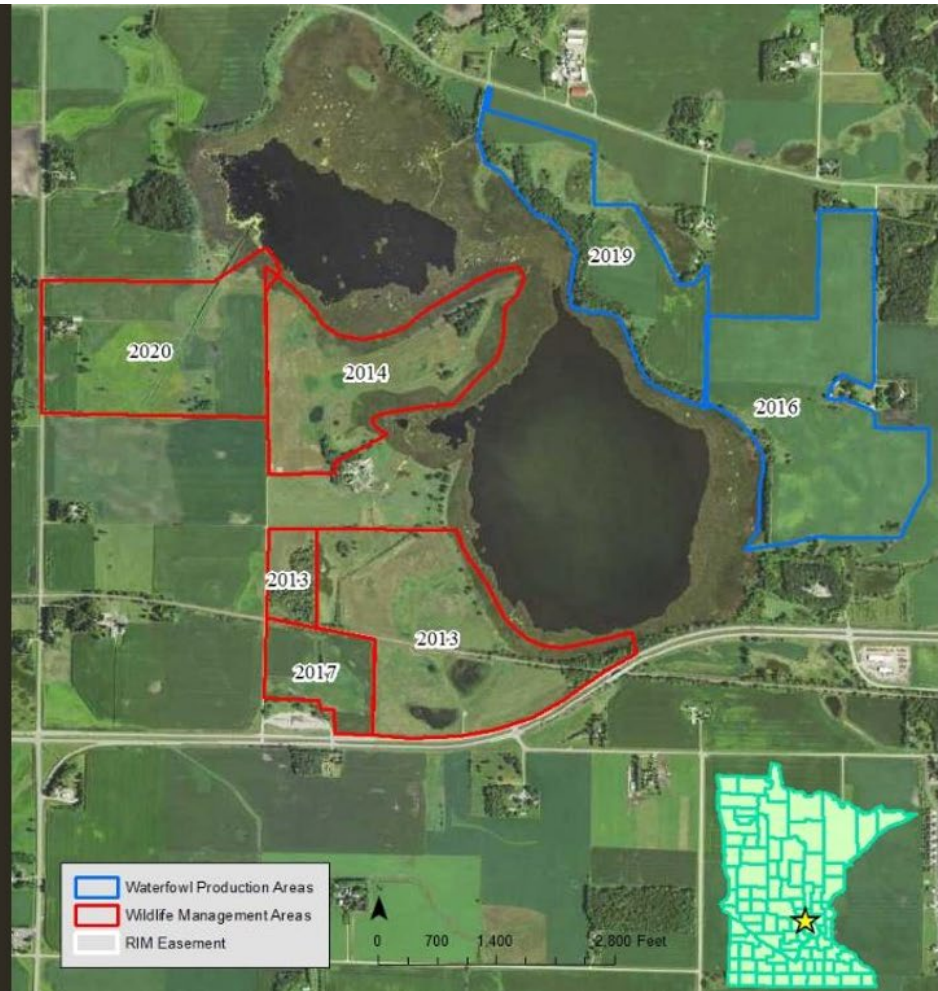 2019
2020
2014
2016
2013
2013
2017
Waterfowl Production Areas
Wildlife Management Areas
RIM Easement
0 700 1,400 2,800 Feet